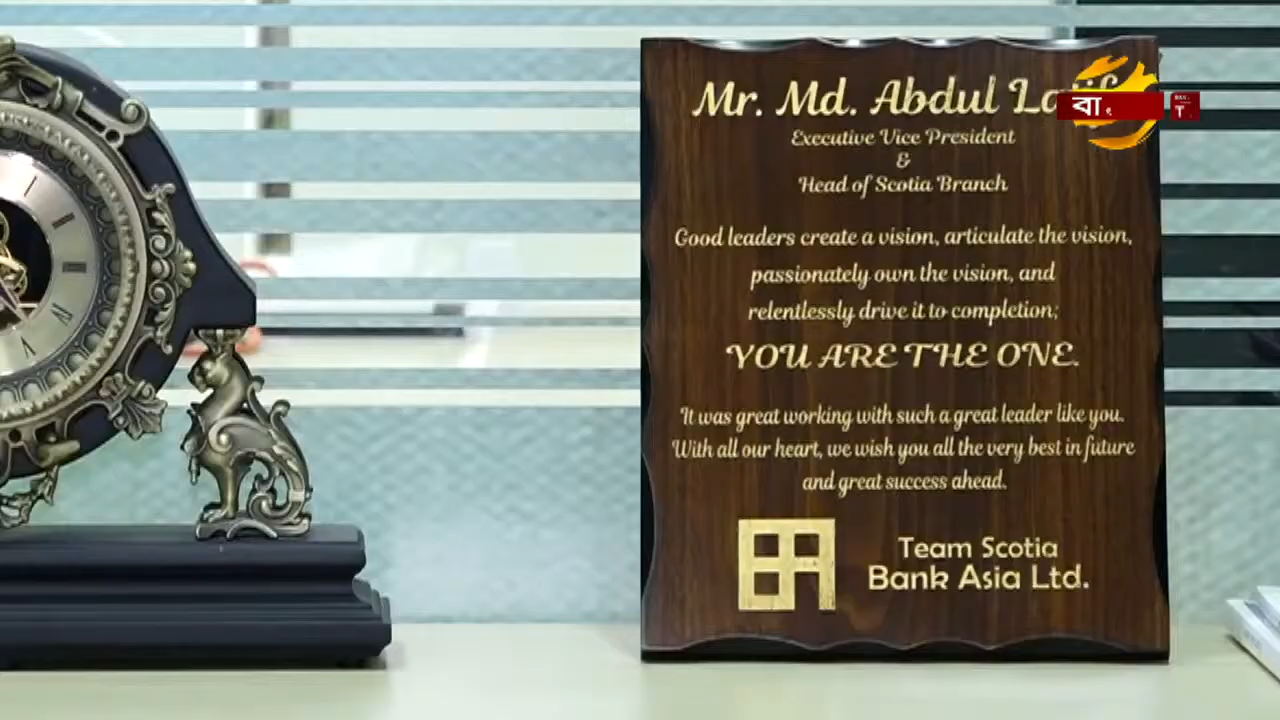 Mr. Md. Abdul
Executive Vice President
&
Head of Scotia Branch
Good leaders create a vision, articulate the vision,
passionately own the vision, and
relentlessly drive it to completion;
YOU ARE THE ONE.
It was great working with such a great leader like you.
With all our heart, we wish you all the very best in future
and great success ahead.
BA
Team Scotia
Bank Asia Ltd.